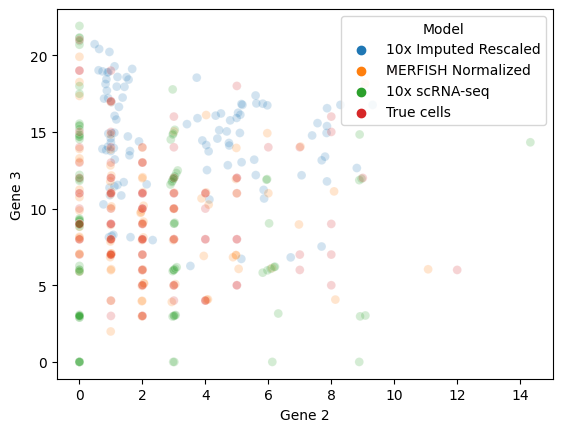 Model
10x Imputed Rescaled
MERFISH Normalized
10x scRNA-seq
True cells
20
15
10
5
0
Gene 3
0 2 4 6 8 10 12 14
Gene 2